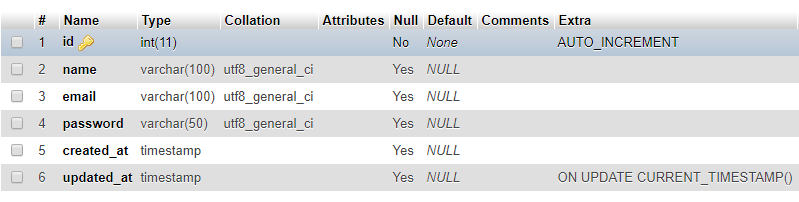 # Name Type Collation Attributes Null Default Comments Extra
1 id int(11) No None AUTO_INCREMENT
2 name varchar(100) utf8_general_ci Yes NULL
3 email varchar(100) utf8_general_ci Yes NULL
4 password varchar(50) utf8_general_ci Yes NULL
5 created_at timestamp Yes NULL
6 updated_at timestamp Yes NULL ON UPDATE CURRENT_TIMESTAMP()